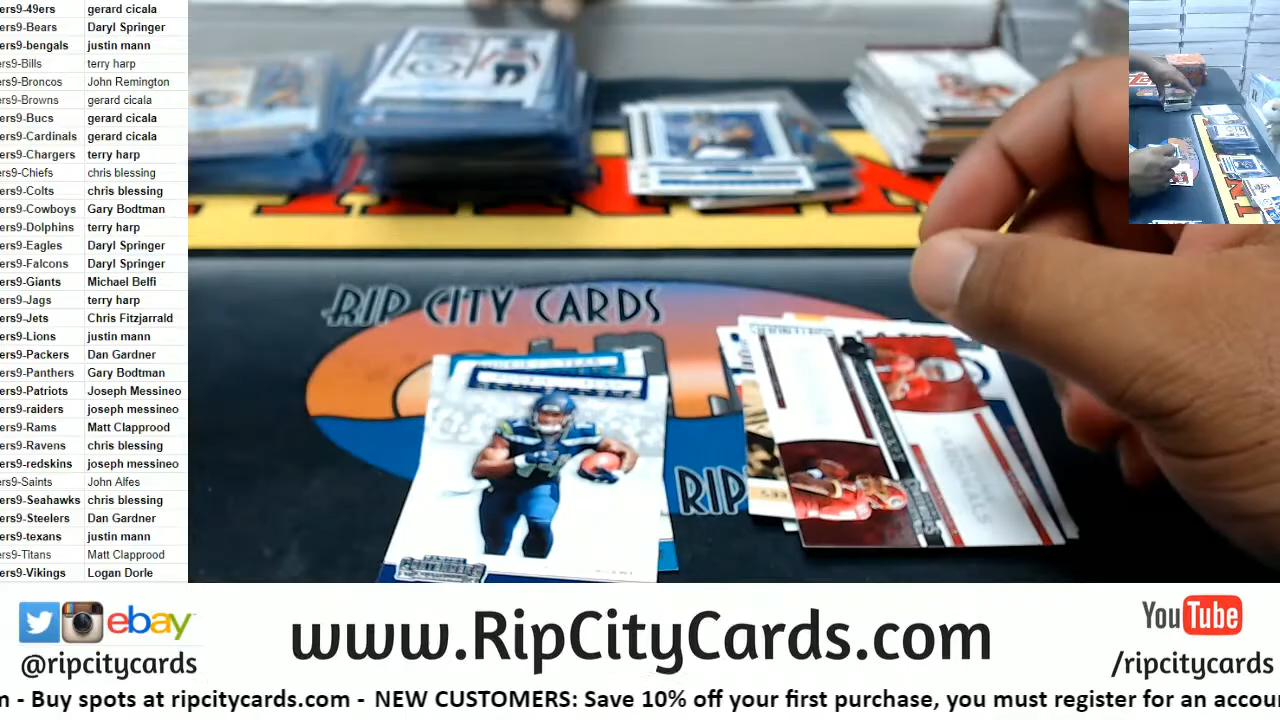 ers9-49ers gerard cicala
ers9-Bears Daryl Springer
ers9-bengals justin mann
ers9-Bills terry harp
ers9-Broncos John Remington
ers9-Browns gerard cicala
ers9-Bucs gerard cicala
ers9-Cardinals gerard cicala
ers9-Chargers terry harp
ers9-Chiefs chris blessing
ers9-Colts chris blessing
ers9-Cowboys Gary Bodtman
ers9-Dolphins terry harp
ers9-Eagles Daryl Springer
ers9-Falcons Daryl Springer
ers9-Giants Michael Belfi
ers9-Jags terry harp
ers9-Jets Chris Fitzjarrald
ers9-Lions justin mann
ers9-Packers Dan Gardner
ers9-Panthers Gary Bodtman
ers9-Patriots Joseph Messineo
ers9-raiders joseph messineo
ers9-Rams Matt Clapprood
ers9-Ravens chris blessing
ers9-redskins joseph messineo
ers9-Saints John Alfes
ers9-Seahawks chris blessing
ers9-Steelers Dan Gardner
ers9-texans justin mann
ers9-Titans Matt Clapprood
ers9-Vikings Logan Dorle
RIP CITY CARDS
RIP
ebay
@ripcitycards
www.RipCityCards.com
YouTube
/ripcitycards
m - Buy spots at ripcitycards.com - NEW CUSTOMERS: Save 10% off your first purchase, you must register for an accou